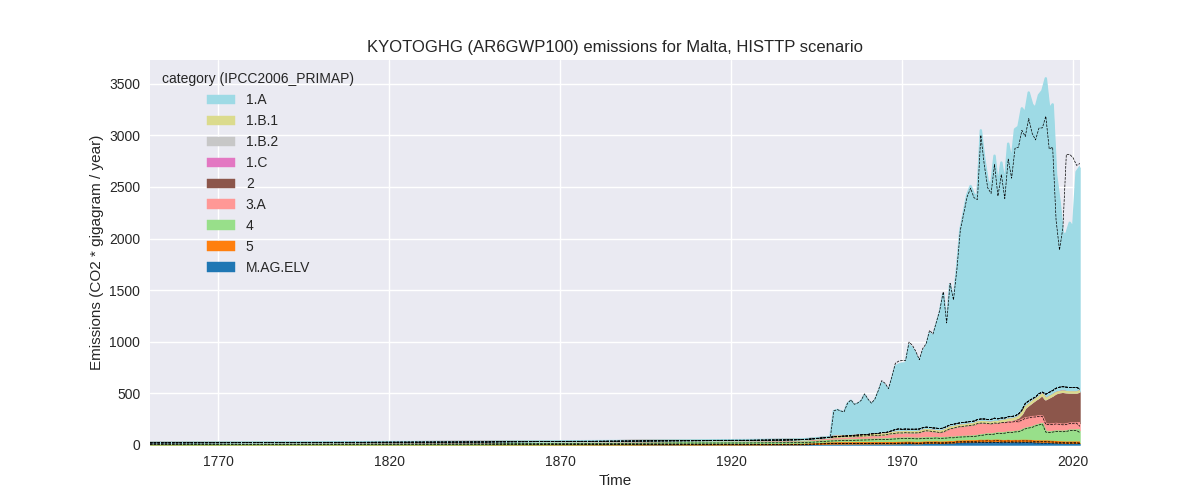 KYOTOGHG (AR6GWP100) emissions for Malta, HISTTP scenario
category (IPCC2006_PRIMAP)
1.A
1.B.1
1.B.2
1.C
2
3.A
4
5
M.AG.ELV
Emissions (CO2 * gigagram / year)
3500
3000
2500
2000
1500
1000
500
0
1770
1820
1870
1920
1970
2020
Time